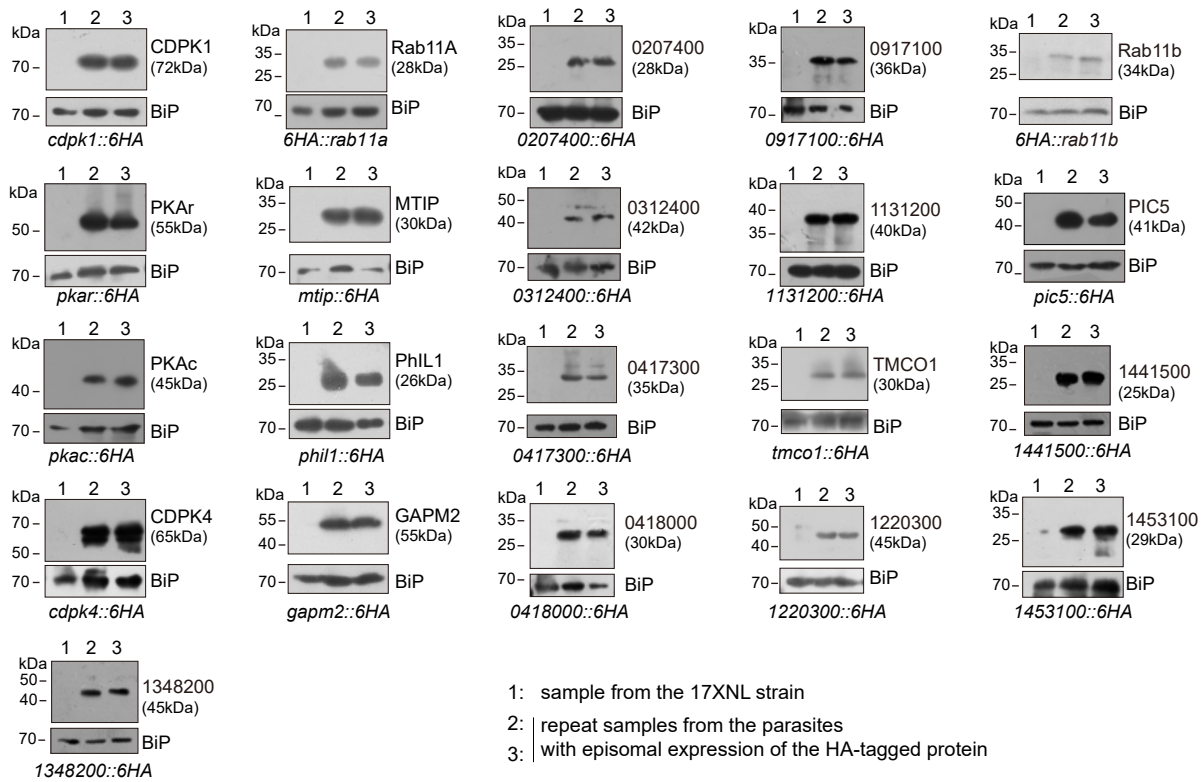 1 2 3
kDa
70
CDPK1
(72kDa)
70
BiP
cdpk1::6HA
1 2 3
kDa
35
25
Rab11A
(28kDa)
70
BiP
6HA::rab11a
1 2 3
kDa
35
25
0207400
(28kDa)
70
BiP
0207400::6HA
1 2 3
kDa
35
0917100
(36kDa)
70
BiP
0917100::6HA
1 2 3
kDa
35
25
Rab11b
(34kDa)
70
BiP
6HA::rab11b
1 2 3
kDa
50
PKAr
(55kDa)
70
BiP
pkar::6HA
1 2 3
kDa
35
25
MTIP
(30kDa)
70
BiP
mtip::6HA
1 2 3
kDa
50
40
0312400
(42kDa)
70
BiP
0312400::6HA
1 2 3
kDa
40
35
1131200
(40kDa)
70
BiP
1131200::6HA
1 2 3
kDa
50
40
PIC5
(41kDa)
70
BiP
pic5::6HA
1 2 3
kDa
40
PKAc
(45kDa)
70
BiP
pkac::6HA
1 2 3
kDa
35
25
PhIL1
(26kDa)
70
BiP
phil1::6HA
1 2 3
kDa
35
25
0417300
(35kDa)
70
BiP
0417300::6HA
1 2 3
kDa
35
25
TMCO1
(30kDa)
70
BiP
tmco1::6HA
1 2 3
kDa
35
25
1441500
(25kDa)
70
BiP
1441500::6HA
1 2 3
kDa
70
50
CDPK4
(65kDa)
70
BiP
cdpk4::6HA
1 2 3
kDa
55
40
GAPM2
(55kDa)
70
BiP
gapm2::6HA
1 2 3
kDa
35
25
0418000
(30kDa)
70
BiP
0418000::6HA
1 2 3
kDa
50
40
1220300
(45kDa)
70
BiP
1220300::6HA
1 2 3
kDa
35
25
1453100
(29kDa)
70
BiP
1453100::6HA
1 2 3
kDa
50
40
1348200
(45kDa)
70
BiP
1348200::6HA
1: sample from the 17XNL strain
2: repeat samples from the parasites
3: with episomal expression of the HA-tagged protein